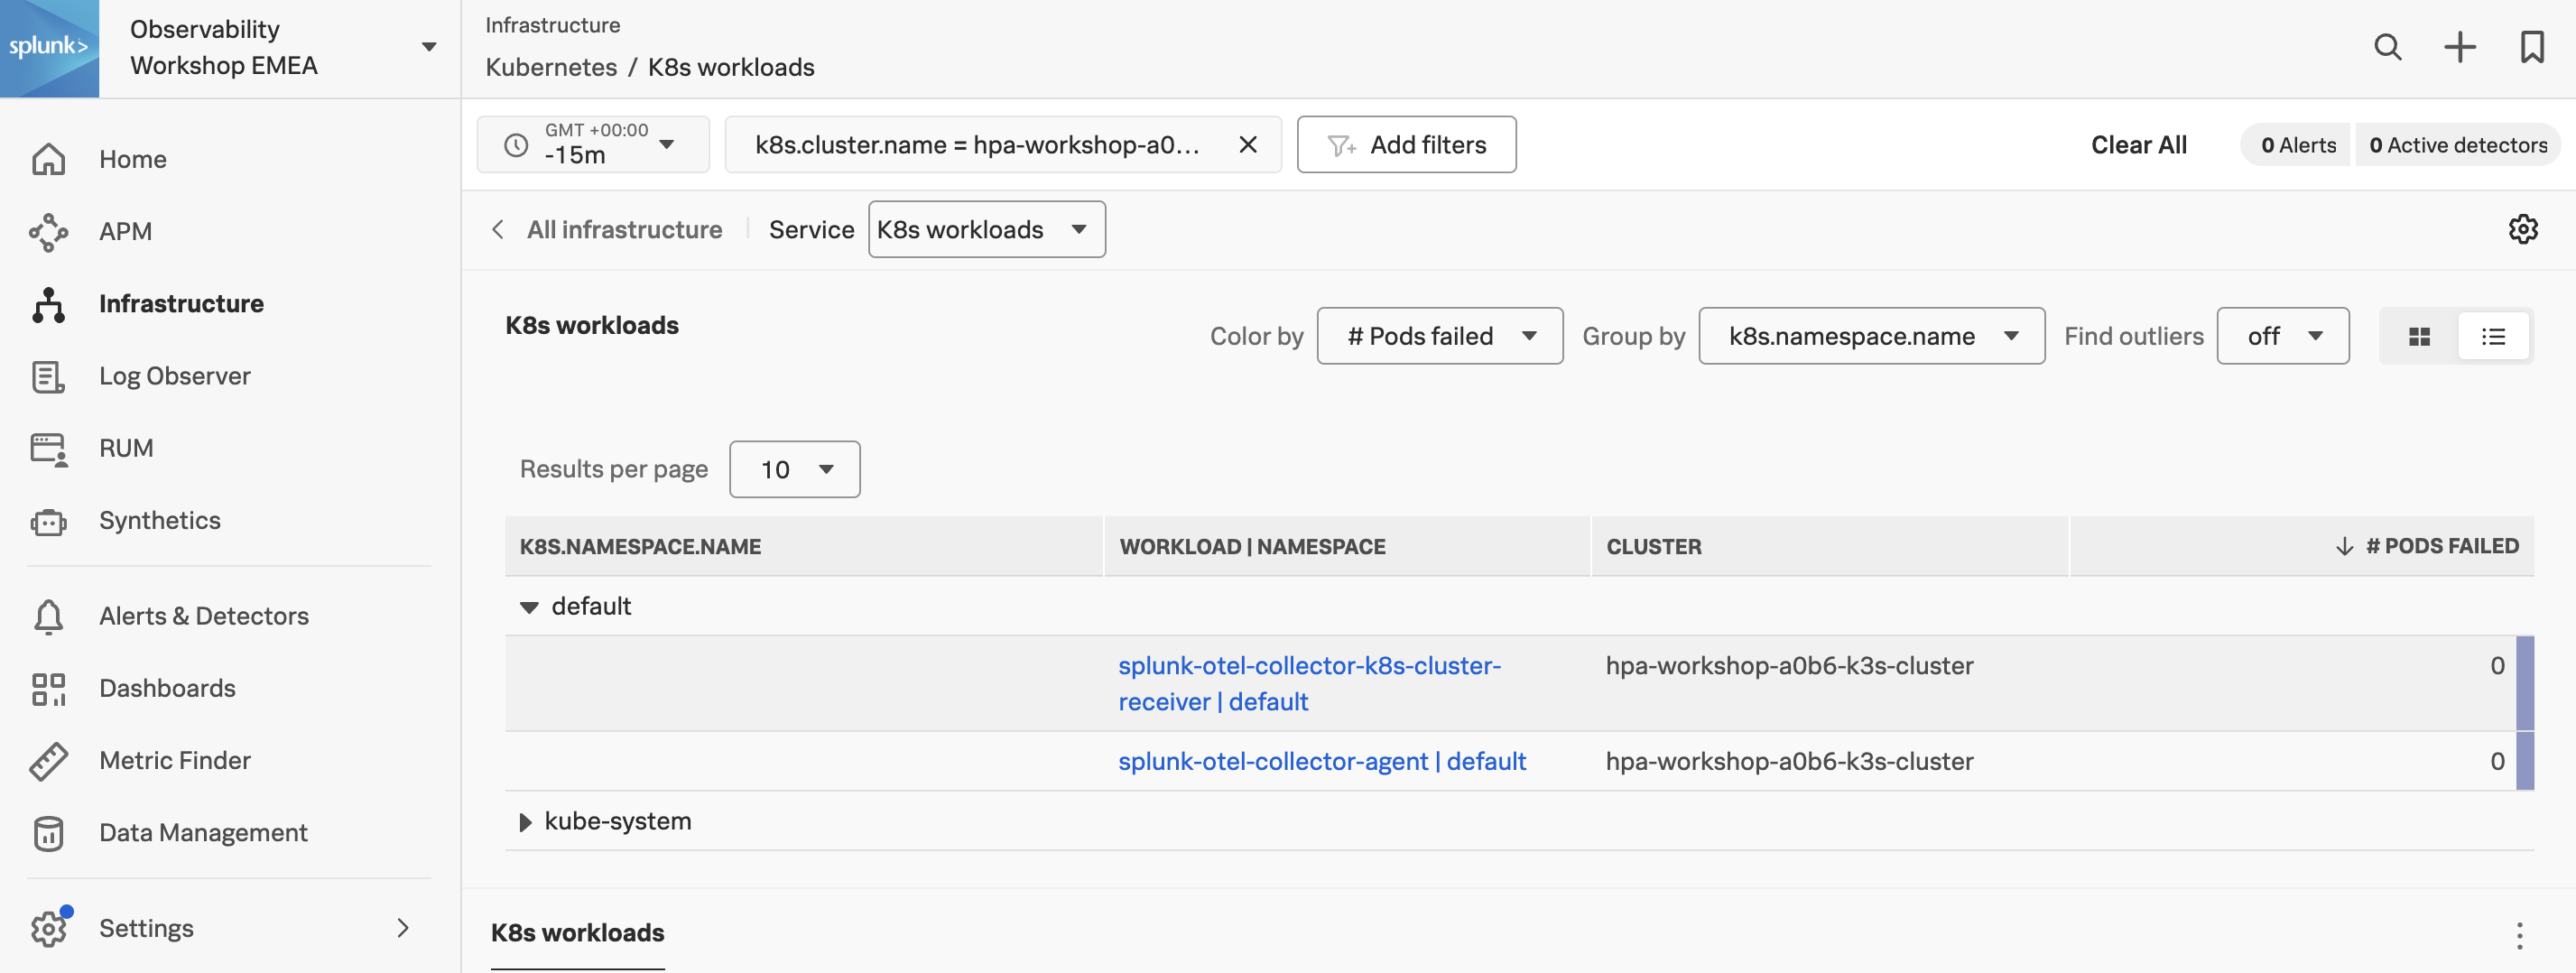 splunk>
Observability
Workshop EMEA
Infrastructure
Kubernetes / K8s workloads
Home
APM
Infrastructure
Log Observer
RUM
Synthetics
Alerts & Detectors
Dashboards
Metric Finder
Data Management
Settings
GMT +00:00
-15m
k8s.cluster.name = hpa-workshop-a0...
Add filters
Clear All
0 Alerts
0 Active detectors
All infrastructure
Service
K8s workloads
K8s workloads
Color by
# Pods failed
Group by
k8s.namespace.name
Find outliers
off
Results per page
10
K8S.NAMESPACE.NAME
WORKLOAD | NAMESPACE
CLUSTER
# PODS FAILED
default
splunk-otel-collector-k8s-cluster-
receiver | default
hpa-workshop-a0b6-k3s-cluster
0
splunk-otel-collector-agent | default
hpa-workshop-a0b6-k3s-cluster
0
kube-system
K8s workloads